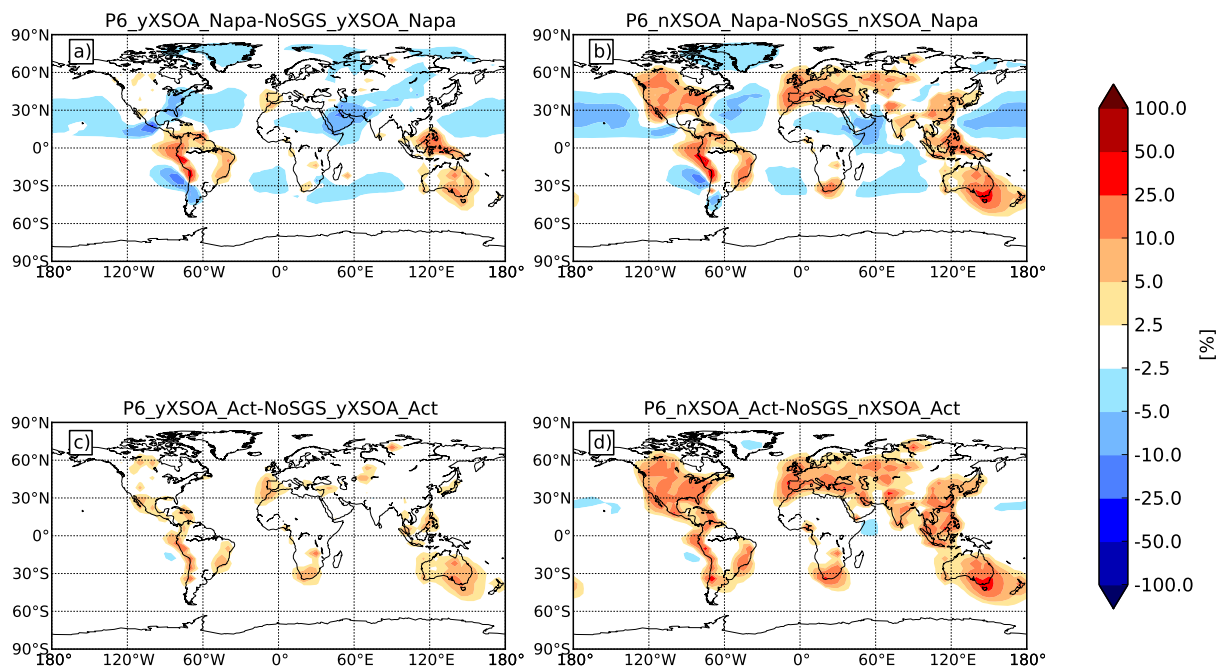 P6_yXSOA_Napa-NoSGS_yXSOA_Napa
a)
90°N
60°N
30°N
0°
30°S
60°S
90°S
180° 120°W 60°W 0° 60°E 120°E 180°
P6_nXSOA_Napa-NoSGS_nXSOA_Napa
b)
90°N
60°N
30°N
0°
30°S
60°S
90°S
180° 120°W 60°W 0° 60°E 120°E 180°
P6_yXSOA_Act-NoSGS_yXSOA_Act
c)
90°N
60°N
30°N
0°
30°S
60°S
90°S
180° 120°W 60°W 0° 60°E 120°E 180°
P6_nXSOA_Act-NoSGS_nXSOA_Act
d)
90°N
60°N
30°N
0°
30°S
60°S
90°S
180° 120°W 60°W 0° 60°E 120°E 180°
100.0
50.0
25.0
10.0
5.0
2.5
-2.5
-5.0
-10.0
-25.0
-50.0
-100.0
[%]